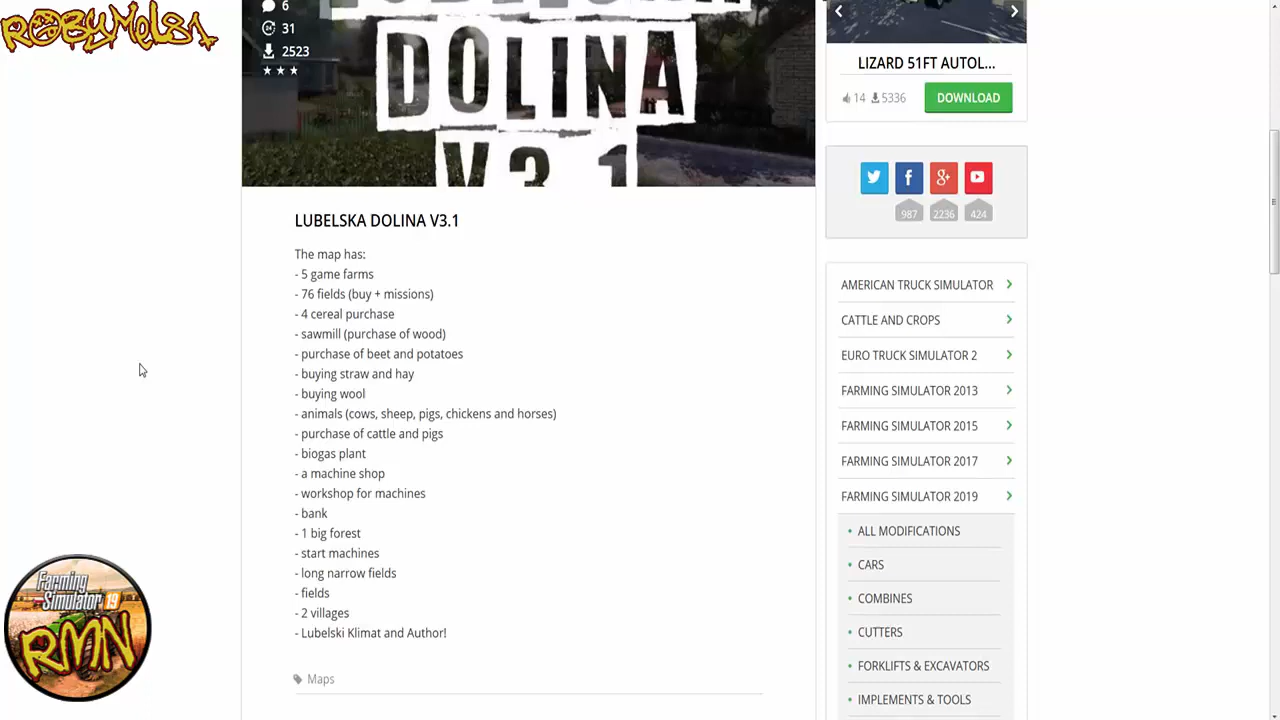 RobyMel81
6
31
2523
DOLINA
V3.1
LUBELSKA DOLINA V3.1
The map has:
- 5 game farms
- 76 fields (buy + missions)
- 4 cereal purchase
- sawmill (purchase of wood)
- purchase of beet and potatoes
- buying straw and hay
- buying wool
- animals (cows, sheep, pigs, chickens and horses)
- purchase of cattle and pigs
- biogas plant
- a machine shop
- workshop for machines
- bank
- 1 big forest
- start machines
- long narrow fields
- fields
- 2 villages
- Lubelski Klimat and Author!
Maps
LIZARD 51FT AUTOL...
14 5336 DOWNLOAD
987 2236 424
AMERICAN TRUCK SIMULATOR
CATTLE AND CROPS
EURO TRUCK SIMULATOR 2
FARMING SIMULATOR 2013
FARMING SIMULATOR 2015
FARMING SIMULATOR 2017
FARMING SIMULATOR 2019
ALL MODIFICATIONS
CARS
COMBINES
CUTTERS
FORKLIFTS & EXCAVATORS
IMPLEMENTS & TOOLS
Farming
Simulator 19
RMN